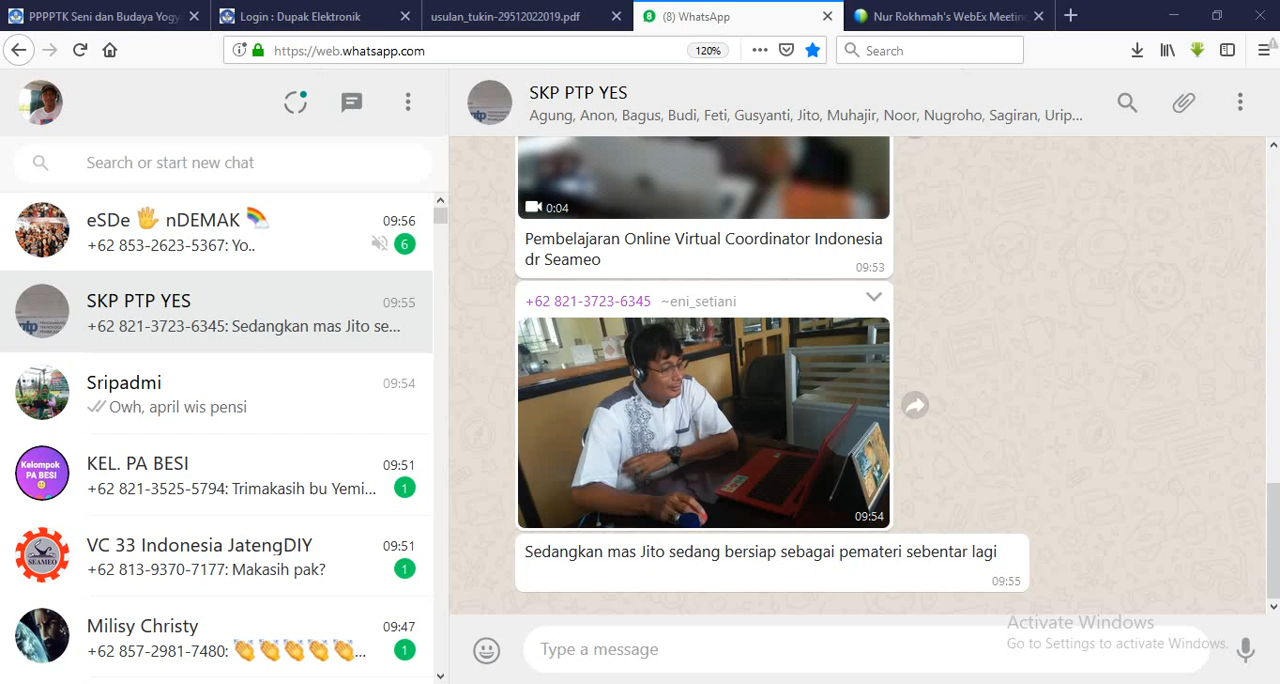 PPPPTK Seni dan Budaya Yogy
Login : Dupak Elektronik
usulan_tukin-29512022019.pdf
(8) WhatsApp
Nur Rokhmah's WebEx Meeting
https://web.whatsapp.com
120%
Search
Search or start new chat
eSDe 🖐 nDEMAK 🌈
09:56
+62 853-2623-5367: Yo..
6
SKP PTP YES
09:55
+62 821-3723-6345: Sedangkan mas Jito se...
Sripadmi
09:54
Owh, april wis pensi
Kelompok
PA BESI
KEL. PA BESI
09:51
+62 821-3525-5794: Trimakasih bu Yemi...
1
SEAMEO
VC 33 Indonesia JatengDIY
09:51
+62 813-9370-7177: Makasih pak?
1
Milisy Christy
09:47
+62 857-2981-7480: 👏👏👏👏👏...
1
SKP PTP YES
Agung, Anon, Bagus, Budi, Feti, Gusyanti, Jito, Muhajir, Noor, Nugroho, Sagiran, Urip...
0:04
Pembelajaran Online Virtual Coordinator Indonesia
dr Seameo
09:53
+62 821-3723-6345 ~eni_setiani
09:54
Sedangkan mas Jito sedang bersiap sebagai pemateri sebentar lagi
09:55
Activate Windows
Go to Settings to activate Windows.
Type a message